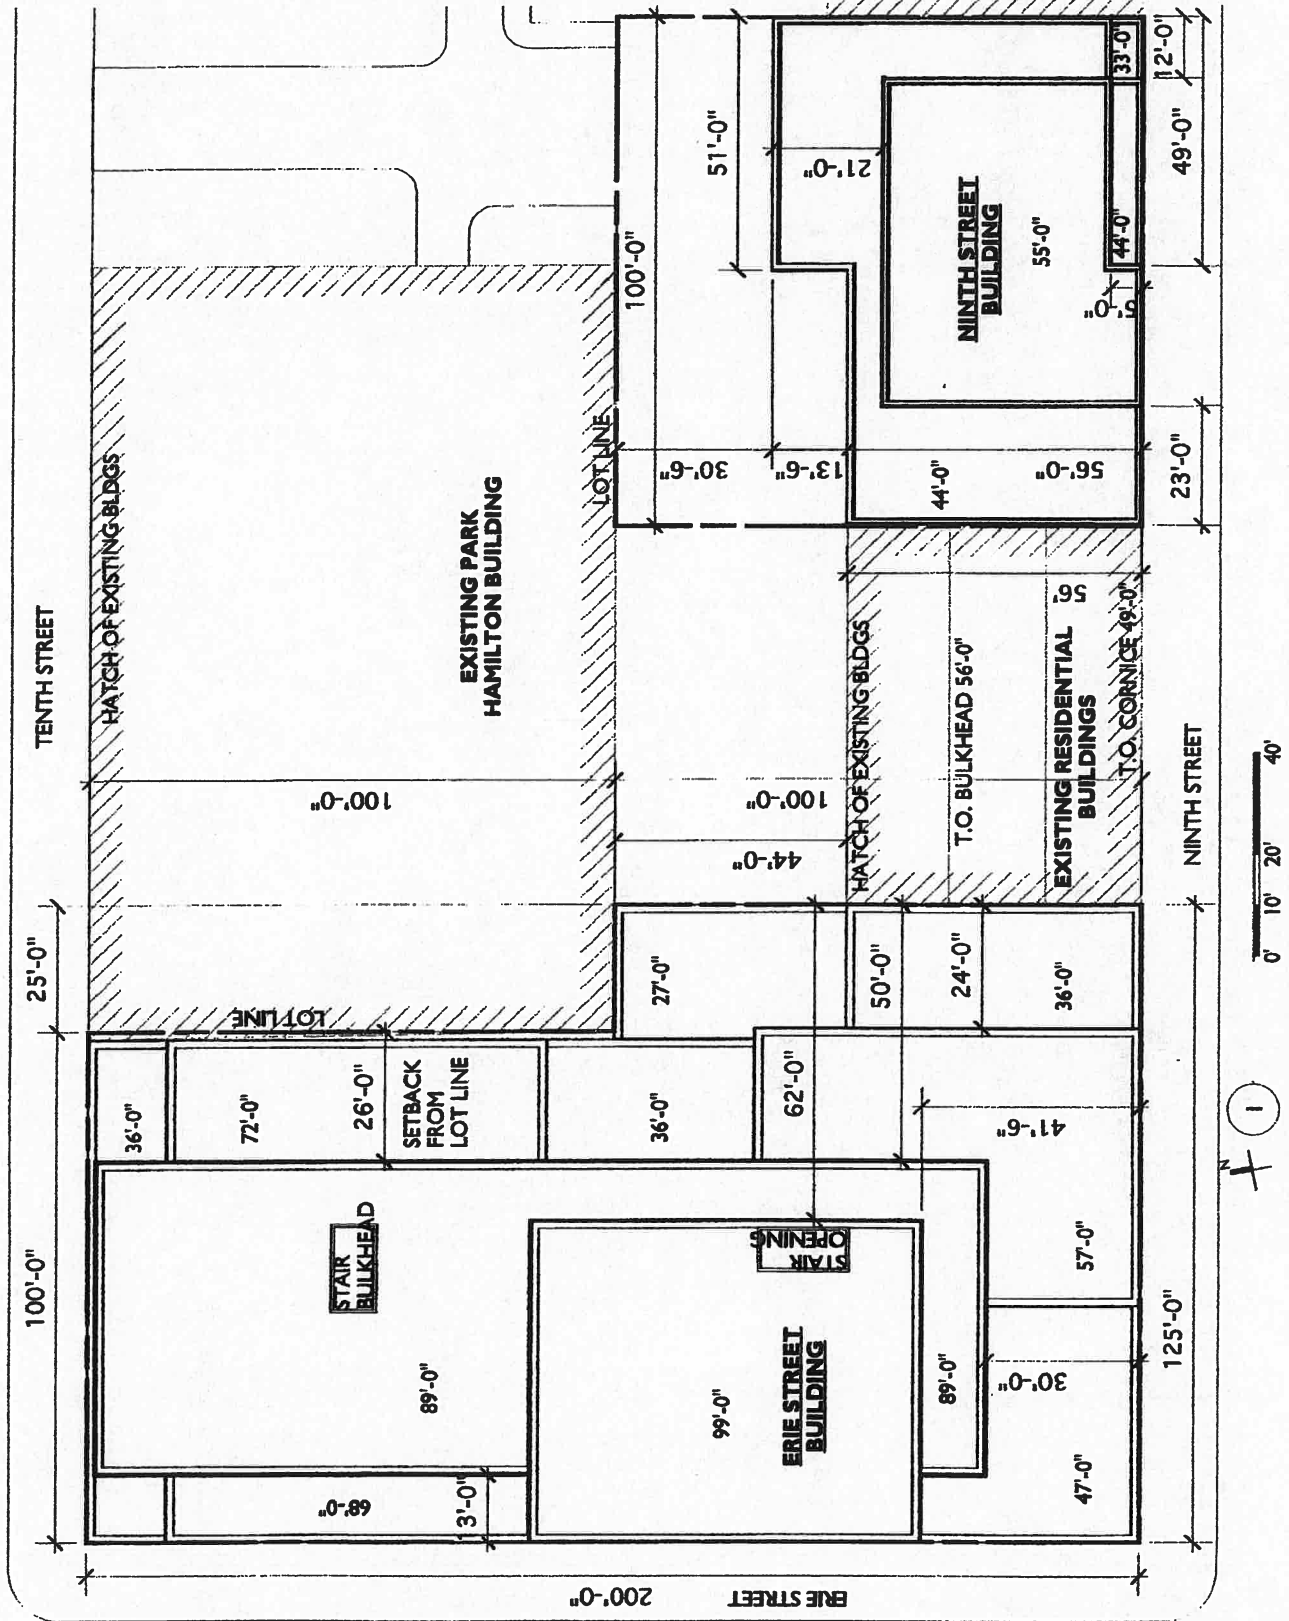 TENTH STREET
25'-0"
100'-0"
HATCH OF EXISTING BLDGS
100'-0"
EXISTING PARK
HAMILTON BUILDING
LOT LINE
LOT LINE
100'-0"
51'-0"
21'-0"
33'-0"
12'-0"
49'-0"
NINTH STREET
BUILDING
55'-0"
44'-0"
5'-0"
30'-6"
13'-6"
56'-0"
44'-0"
23'-0"
100'-0"
44'-0"
HATCH OF EXISTING BLDGS
T.O. BULKHEAD 56'-0"
56'
EXISTING RESIDENTIAL
BUILDINGS
T.O. CORNICE 49'-0"
NINTH STREET
0' 10' 20' 40'
27'-0"
50'-0"
24'-0"
36'-0"
36'-0"
72'-0"
26'-0"
SETBACK
FROM
LOT LINE
36'-0"
62'-0"
41'-6"
57'-0"
STAIR
BULKHEAD
STAIR
OPENING
89'-0"
99'-0"
ERIE STREET
BUILDING
89'-0"
30'-0"
47'-0"
68'-0"
13'-0"
125'-0"
200'-0"
ERIE STREET
N
1